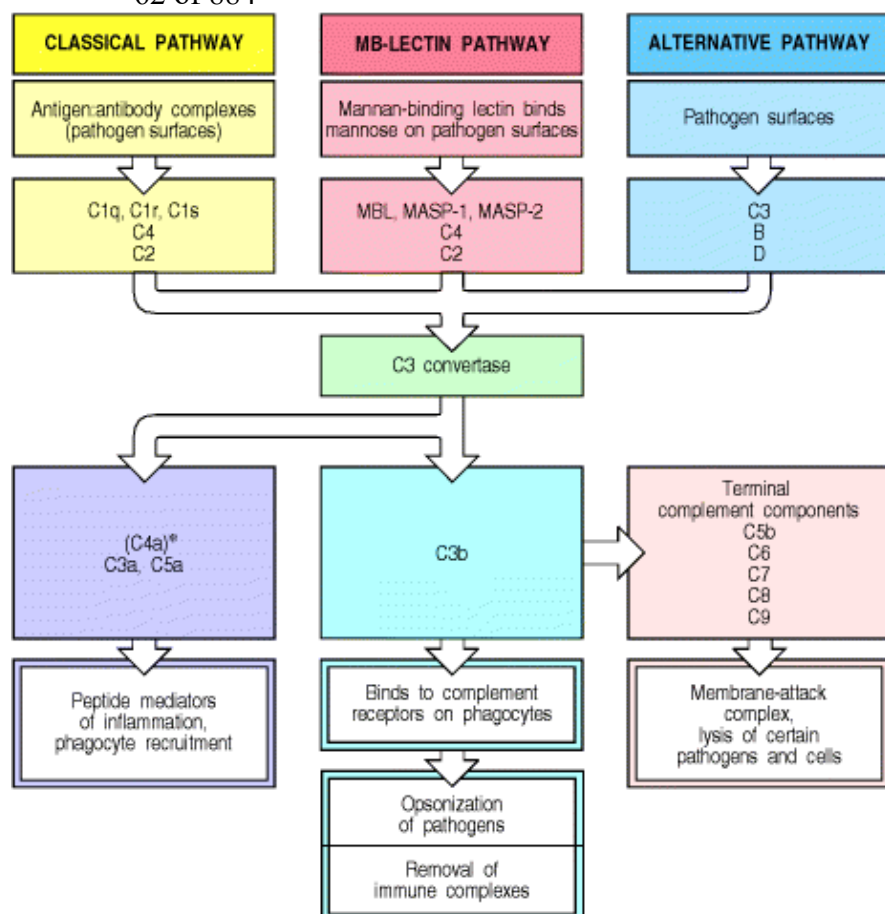 CLASSICAL PATHWAY
MB-LECTIN PATHWAY
ALTERNATIVE PATHWAY
Antigen:antibody complexes
(pathogen surfaces)
Mannan-binding lectin binds
mannose on pathogen surfaces
Pathogen surfaces
C1q, C1r, C1s
C4
C2
MBL, MASP-1, MASP-2
C4
C2
C3
B
D
C3 convertase
(C4a)*
C3a, C5a
C3b
Terminal
complement components
C5b
C6
C7
C8
C9
Peptide mediators
of inflammation,
phagocyte recruitment
Binds to complement
receptors on phagocytes
Membrane-attack
complex,
lysis of certain
pathogens and cells
Opsonization
of pathogens
Removal of
immune complexes